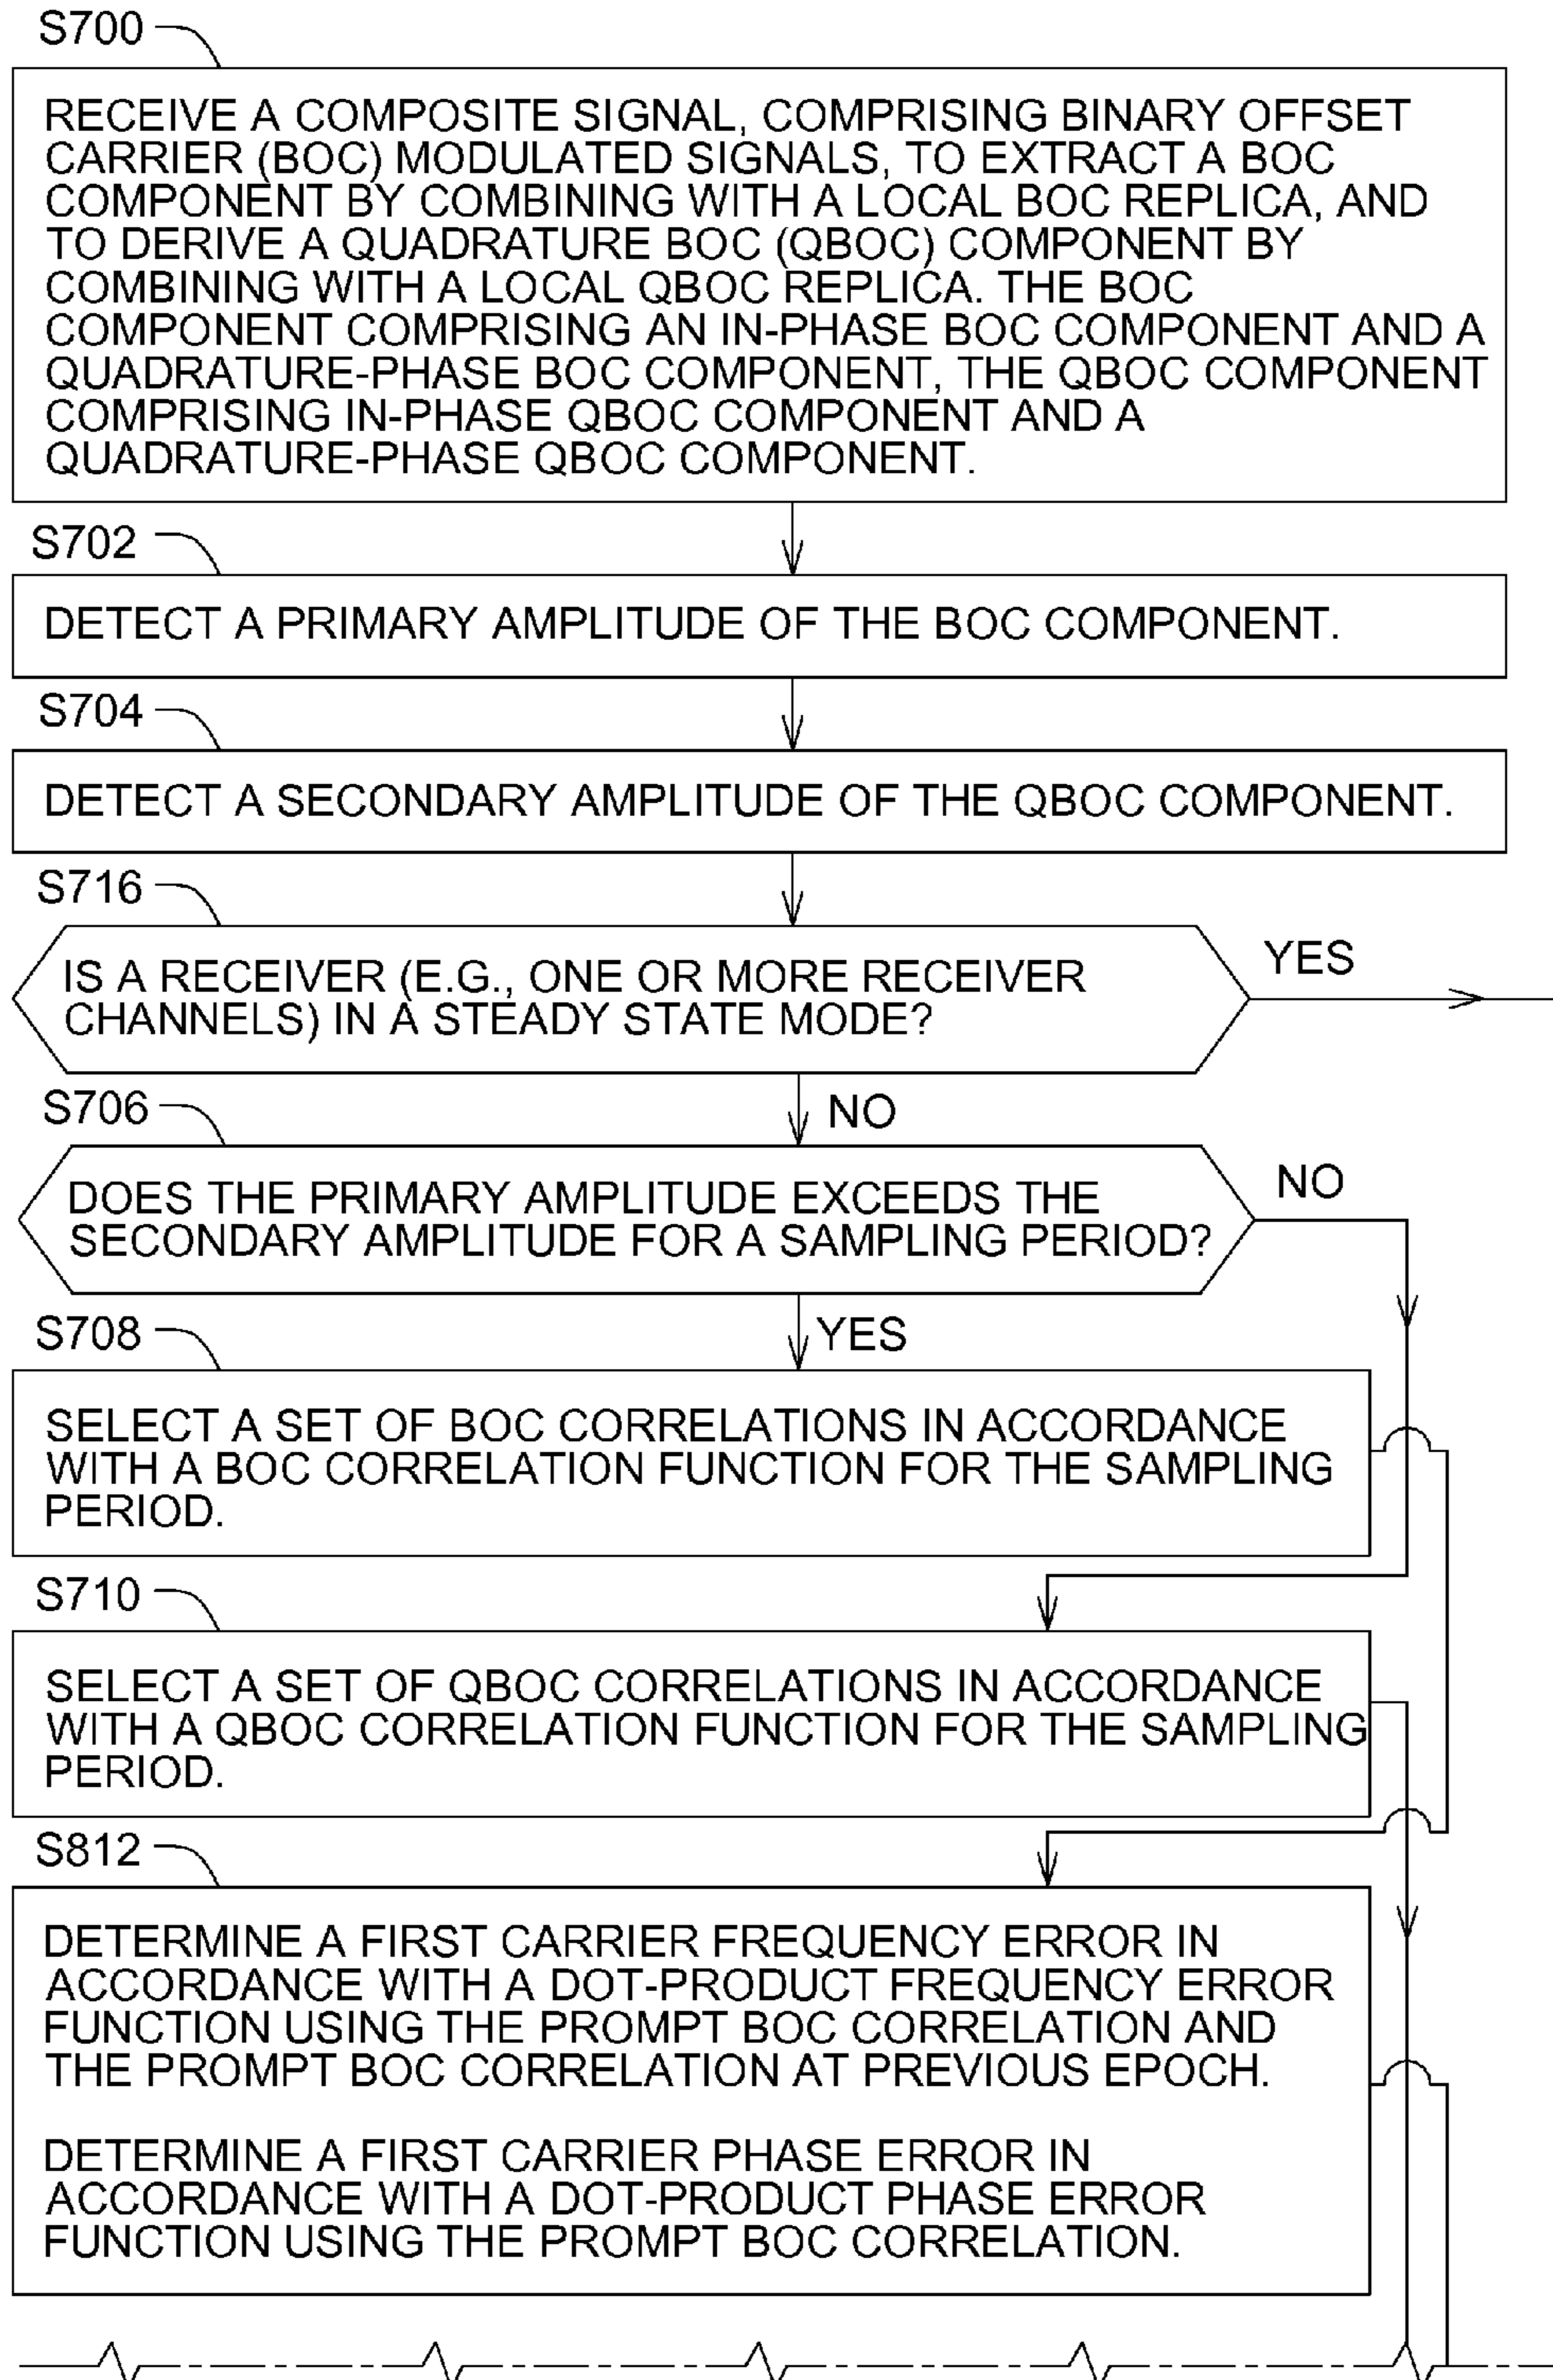 S700
RECEIVE A COMPOSITE SIGNAL, COMPRISING BINARY OFFSET
CARRIER (BOC) MODULATED SIGNALS, TO EXTRACT A BOC
COMPONENT BY COMBINING WITH A LOCAL BOC REPLICA, AND
TO DERIVE A QUADRATURE BOC (QBOC) COMPONENT BY
COMBINING WITH A LOCAL QBOC REPLICA. THE BOC
COMPONENT COMPRISING AN IN-PHASE BOC COMPONENT AND A
QUADRATURE-PHASE BOC COMPONENT, THE QBOC COMPONENT
COMPRISING IN-PHASE QBOC COMPONENT AND A
QUADRATURE-PHASE QBOC COMPONENT.
S702
DETECT A PRIMARY AMPLITUDE OF THE BOC COMPONENT.
S704
DETECT A SECONDARY AMPLITUDE OF THE QBOC COMPONENT.
S716
IS A RECEIVER (E.G., ONE OR MORE RECEIVER
CHANNELS) IN A STEADY STATE MODE?
YES
NO
S706
DOES THE PRIMARY AMPLITUDE EXCEEDS THE
SECONDARY AMPLITUDE FOR A SAMPLING PERIOD?
NO
YES
S708
SELECT A SET OF BOC CORRELATIONS IN ACCORDANCE
WITH A BOC CORRELATION FUNCTION FOR THE SAMPLING
PERIOD.
S710
SELECT A SET OF QBOC CORRELATIONS IN ACCORDANCE
WITH A QBOC CORRELATION FUNCTION FOR THE SAMPLING
PERIOD.
S812
DETERMINE A FIRST CARRIER FREQUENCY ERROR IN
ACCORDANCE WITH A DOT-PRODUCT FREQUENCY ERROR
FUNCTION USING THE PROMPT BOC CORRELATION AND
THE PROMPT BOC CORRELATION AT PREVIOUS EPOCH.
DETERMINE A FIRST CARRIER PHASE ERROR IN
ACCORDANCE WITH A DOT-PRODUCT PHASE ERROR
FUNCTION USING THE PROMPT BOC CORRELATION.